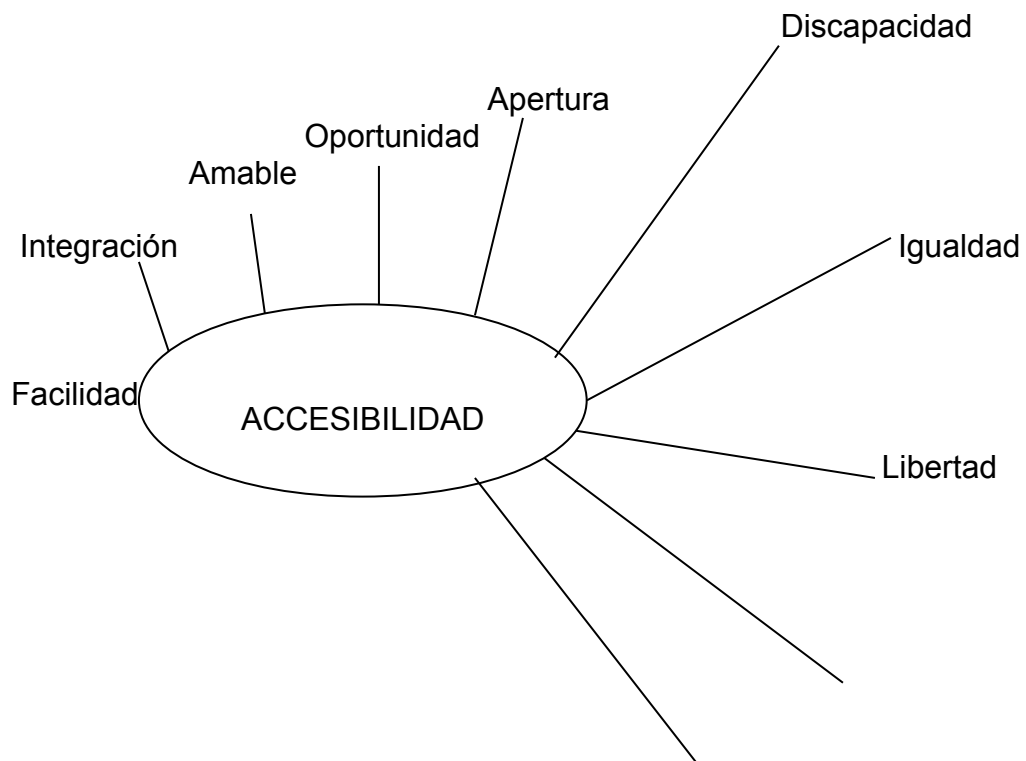 Discapacidad
Apertura
Oportunidad
Amable
Integración
Igualdad
Facilidad
ACCESIBILIDAD
Libertad